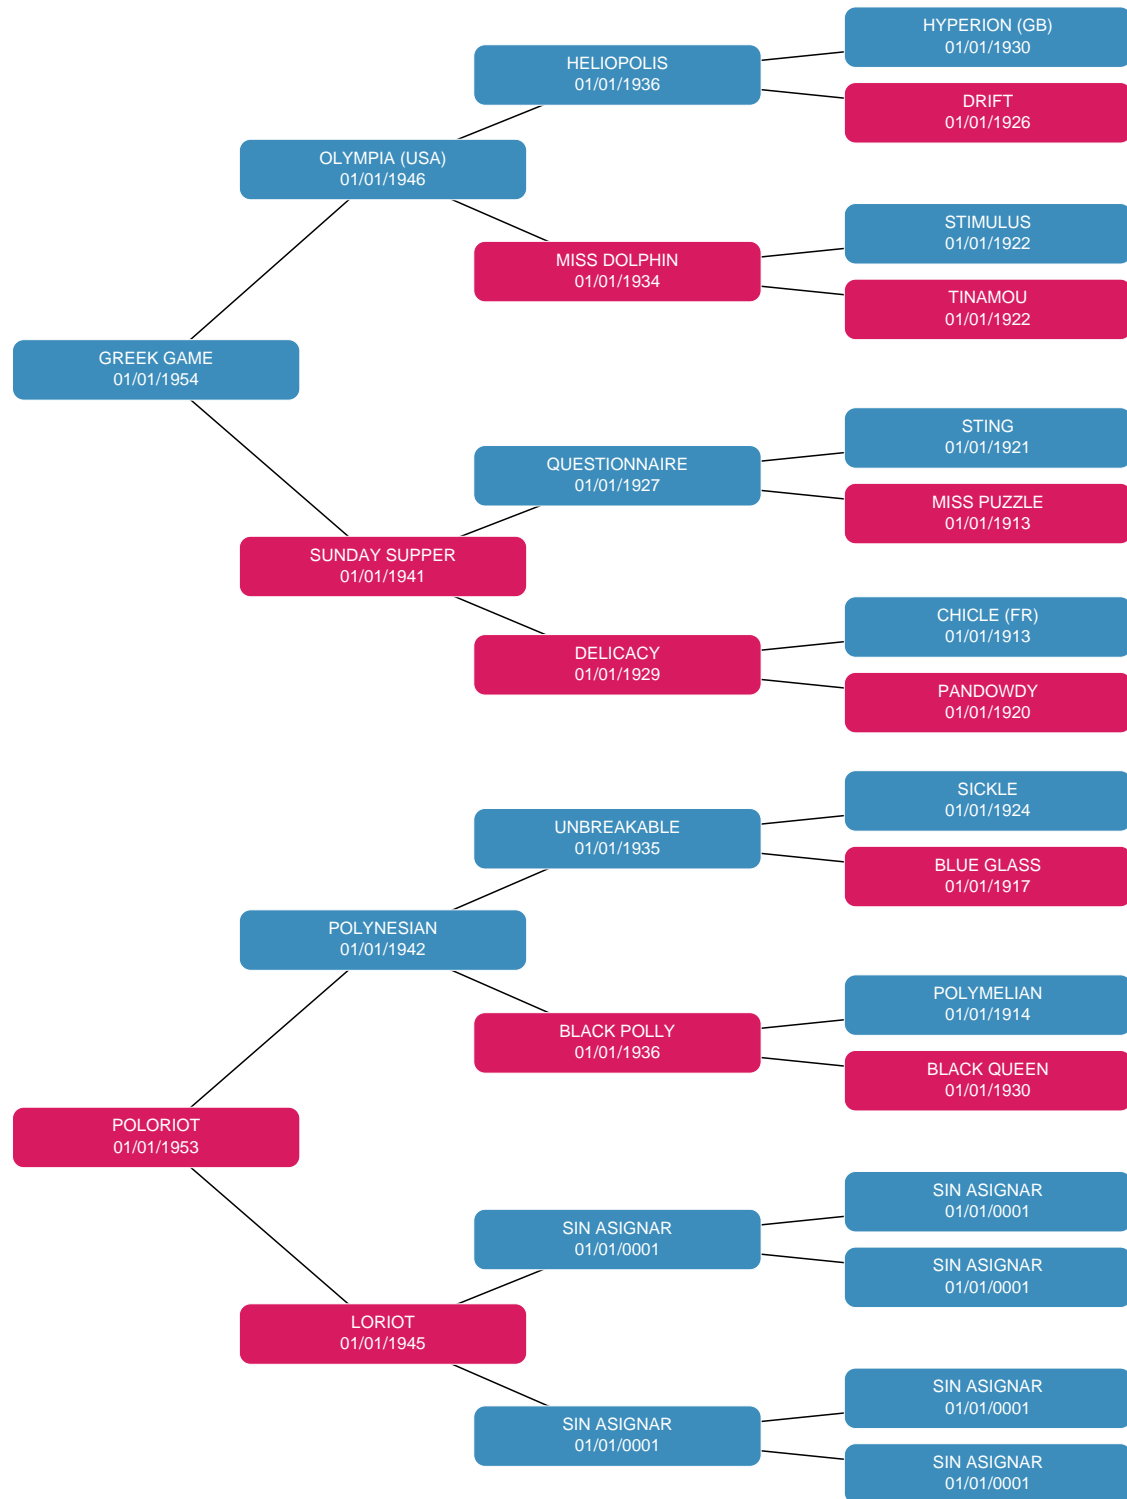 HYPERION (GB)
01/01/1930
HELIOPOLIS
01/01/1936
DRIFT
01/01/1926
OLYMPIA (USA)
01/01/1946
STIMULUS
01/01/1922
MISS DOLPHIN
01/01/1934
TINAMOU
01/01/1922
GREEK GAME
01/01/1954
STING
01/01/1921
QUESTIONNAIRE
01/01/1927
MISS PUZZLE
01/01/1913
SUNDAY SUPPER
01/01/1941
CHICLE (FR)
01/01/1913
DELICACY
01/01/1929
PANDOWDY
01/01/1920
SICKLE
01/01/1924
UNBREAKABLE
01/01/1935
BLUE GLASS
01/01/1917
POLYNESIAN
01/01/1942
POLYMELIAN
01/01/1914
BLACK POLLY
01/01/1936
BLACK QUEEN
01/01/1930
POLORIOT
01/01/1953
SIN ASIGNAR
01/01/0001
SIN ASIGNAR
01/01/0001
SIN ASIGNAR
01/01/0001
LORIOT
01/01/1945
SIN ASIGNAR
01/01/0001
SIN ASIGNAR
01/01/0001
SIN ASIGNAR
01/01/0001